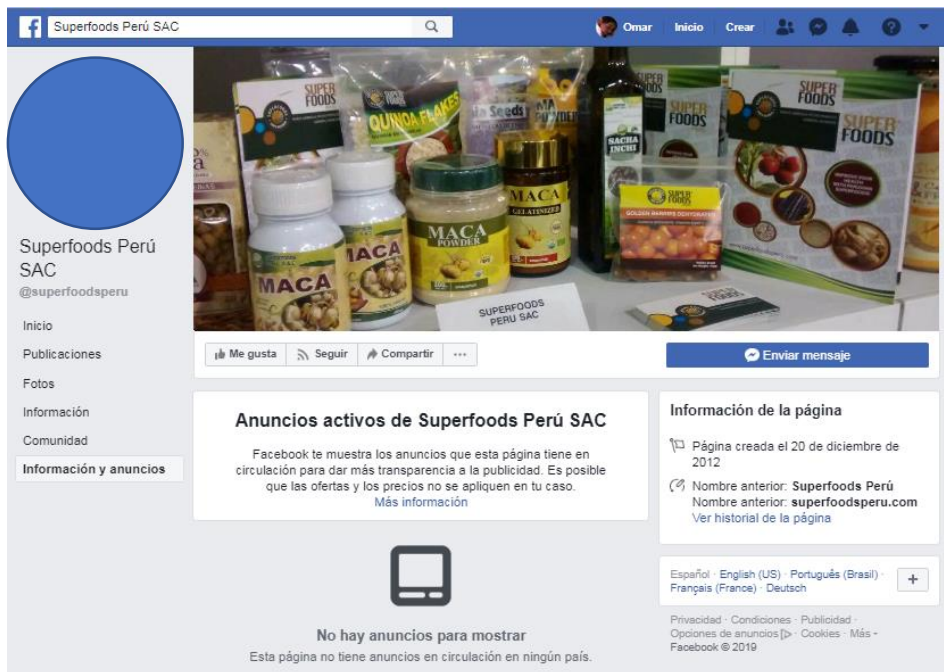 Superfoods Perú SAC
Omar Inicio Crear
SUPER
FOODS
QUINOA FLAKES
Seeds
MACA
MACA
MACA
POWDER
MACA
GELATINIZED
SACHA
INCHI
SUPER
FOODS
GOLDEN BERRIES DEHYDRATED
SUPER
FOODS
SUPER
FOODS
SUPERFOODS
PERU SAC
Superfoods Perú
SAC
@superfoodsperu
Inicio
Publicaciones
Fotos
Información
Comunidad
Información y anuncios
Me gusta Seguir Compartir ...
Enviar mensaje
Anuncios activos de Superfoods Perú SAC
Facebook te muestra los anuncios que esta página tiene en
circulación para dar más transparencia a la publicidad. Es posible
que las ofertas y los precios no se apliquen en tu caso.
Más información
No hay anuncios para mostrar
Esta página no tiene anuncios en circulación en ningún país.
Información de la página
Página creada el 20 de diciembre de
2012
Nombre anterior: Superfoods Perú
Nombre anterior: superfoodsperu.com
Ver historial de la página
Español · English (US) · Português (Brasil) ·
Français (France) · Deutsch
Privacidad · Condiciones · Publicidad ·
Opciones de anuncios · Cookies · Más
Facebook © 2019